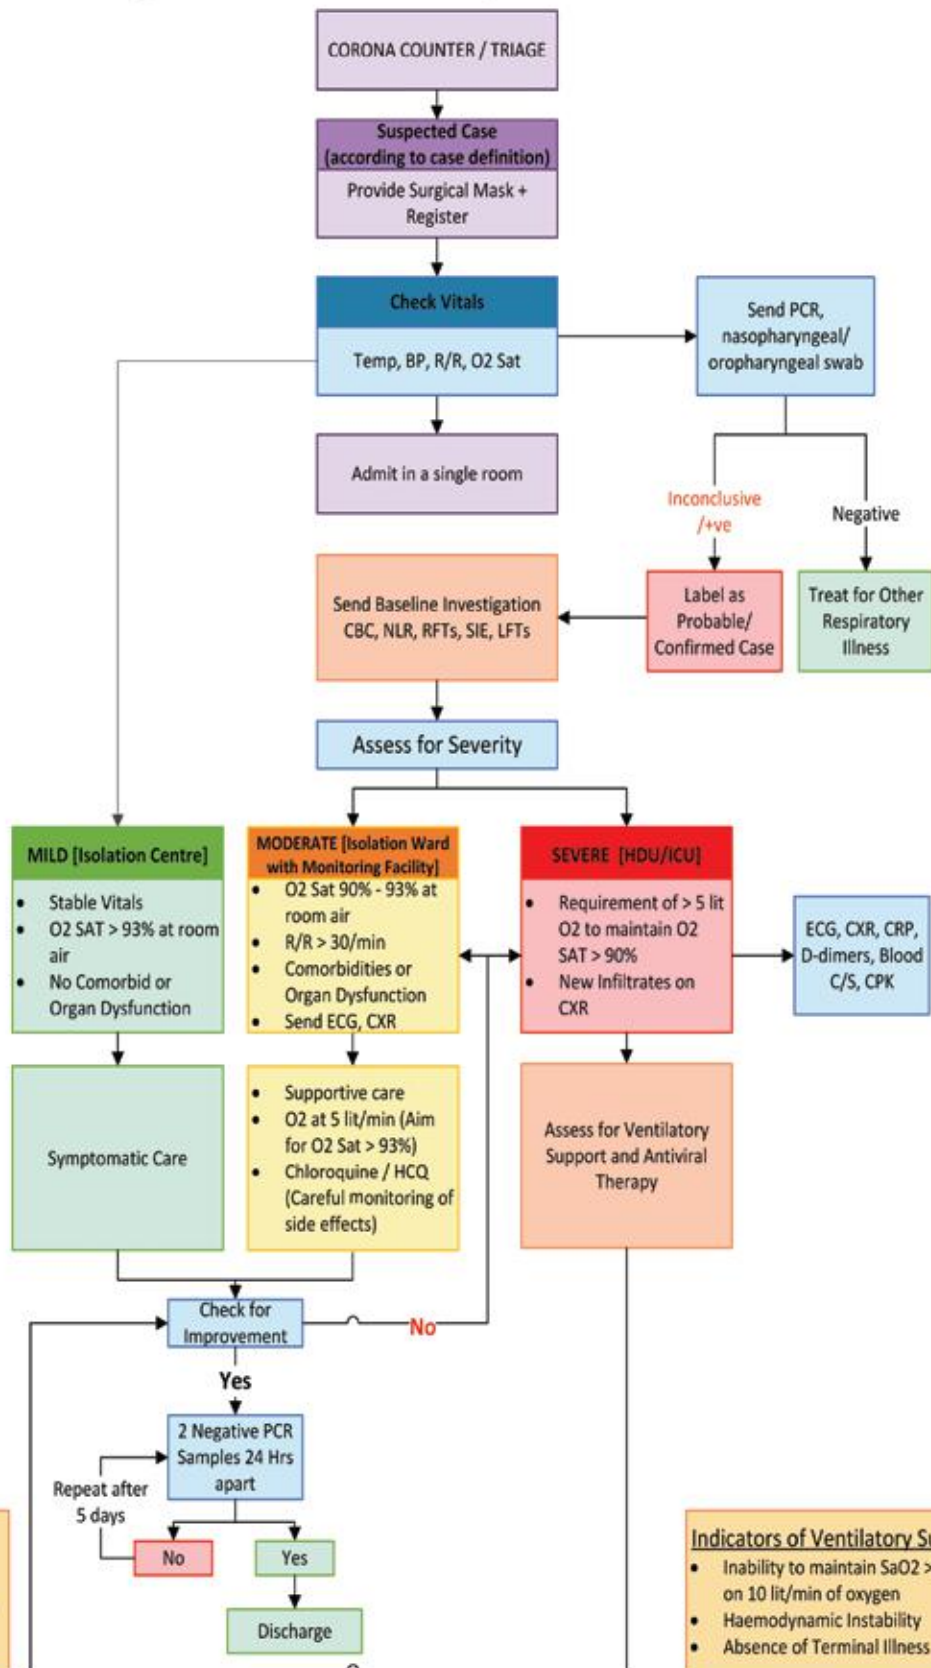 CORONA COUNTER / TRIAGE
Suspected Case
(according to case definition)
Provide Surgical Mask +
Register
Check Vitals
Temp, BP, R/R, O2 Sat
Send PCR,
nasopharyngeal/
oropharyngeal swab
Admit in a single room
Inconclusive
/+ve
Negative
Send Baseline Investigation
CBC, NLR, RFTs, SIE, LFTs
Label as
Probable/
Confirmed Case
Treat for Other
Respiratory
Illness
Assess for Severity
MILD [Isolation Centre]
• Stable Vitals
• O2 SAT > 93% at room
air
• No Comorbid or
Organ Dysfunction
MODERATE [Isolation Ward
with Monitoring Facility]
• O2 Sat 90% - 93% at
room air
• R/R > 30/min
• Comorbidities or
Organ Dysfunction
• Send ECG, CXR
SEVERE [HDU/ICU]
• Requirement of > 5 lit
O2 to maintain O2
SAT > 90%
• New Infiltrates on
CXR
ECG, CXR, CRP,
D-dimers, Blood
C/S, CPK
Symptomatic Care
• Supportive care
• O2 at 5 lit/min (Aim
for O2 Sat > 93%)
• Chloroquine / HCQ
(Careful monitoring of
side effects)
Assess for Ventilatory
Support and Antiviral
Therapy
Check for
Improvement
No
Yes
2 Negative PCR
Samples 24 Hrs
apart
Repeat after
5 days
No
Yes
Discharge
Indicators of Ventilatory
• Inability to maintain SaO2 >
on 10 lit/min of oxygen
• Haemodynamic Instability
• Absence of Terminal Illness